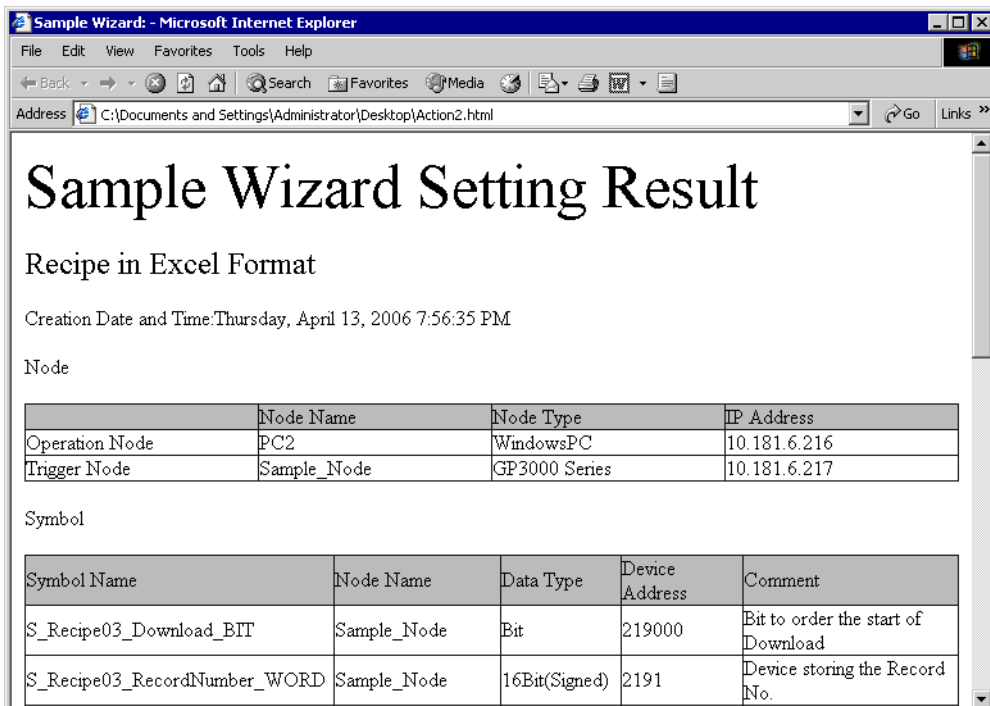 Sample Wizard: - Microsoft Internet Explorer
File Edit View Favorites Tools Help
Back Search Favorites Media
Address C:\Documents and Settings\Administrator\Desktop\Action2.html Go Links »
Sample Wizard Setting Result
Recipe in Excel Format
Creation Date and Time:Thursday, April 13, 2006 7:56:35 PM
Node
Node Name Node Type IP Address
Operation Node PC2 WindowsPC 10.181.6.216
Trigger Node Sample_Node GP3000 Series 10.181.6.217
Symbol
Symbol Name Node Name Data Type Device Address Comment
S_Recipe03_Download_BIT Sample_Node Bit 219000 Bit to order the start of Download
S_Recipe03_RecordNumber_WORD Sample_Node 16Bit(Signed) 2191 Device storing the Record No.